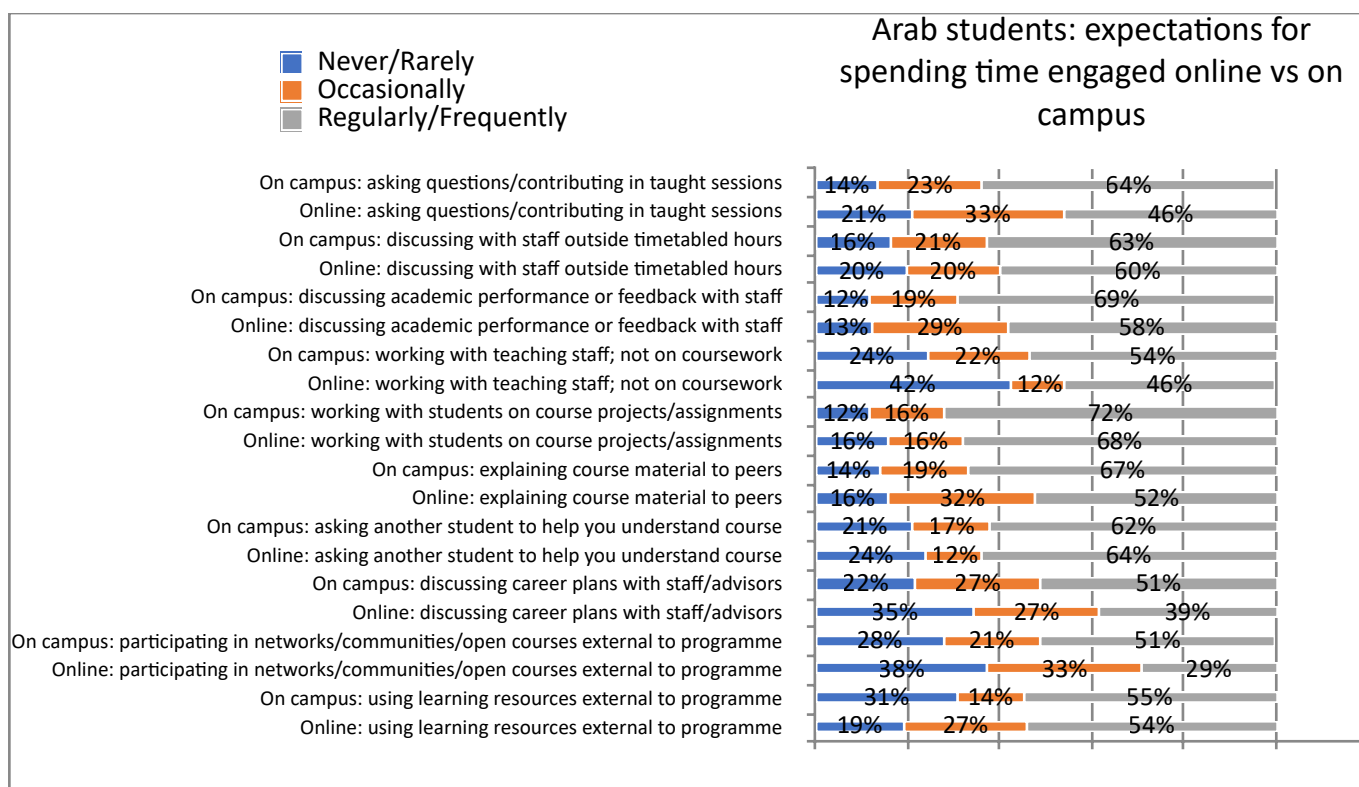 Arab students: expectations for
spending time engaged online vs on
campus
Never/Rarely
Occasionally
Regularly/Frequently
On campus: asking questions/contributing in taught sessions 14% 23% 64%
Online: asking questions/contributing in taught sessions 21% 33% 46%
On campus: discussing with staff outside timetabled hours 16% 21% 63%
Online: discussing with staff outside timetabled hours 20% 20% 60%
On campus: discussing academic performance or feedback with staff 12% 19% 69%
Online: discussing academic performance or feedback with staff 13% 29% 58%
On campus: working with teaching staff; not on coursework 24% 22% 54%
Online: working with teaching staff; not on coursework 42% 12% 46%
On campus: working with students on course projects/assignments 12% 16% 72%
Online: working with students on course projects/assignments 16% 16% 68%
On campus: explaining course material to peers 14% 19% 67%
Online: explaining course material to peers 16% 32% 52%
On campus: asking another student to help you understand course 21% 17% 62%
Online: asking another student to help you understand course 24% 12% 64%
On campus: discussing career plans with staff/advisors 22% 27% 51%
Online: discussing career plans with staff/advisors 35% 27% 39%
On campus: participating in networks/communities/open courses external to programme 28% 21% 51%
Online: participating in networks/communities/open courses external to programme 38% 33% 29%
On campus: using learning resources external to programme 31% 14% 55%
Online: using learning resources external to programme 19% 27% 54%